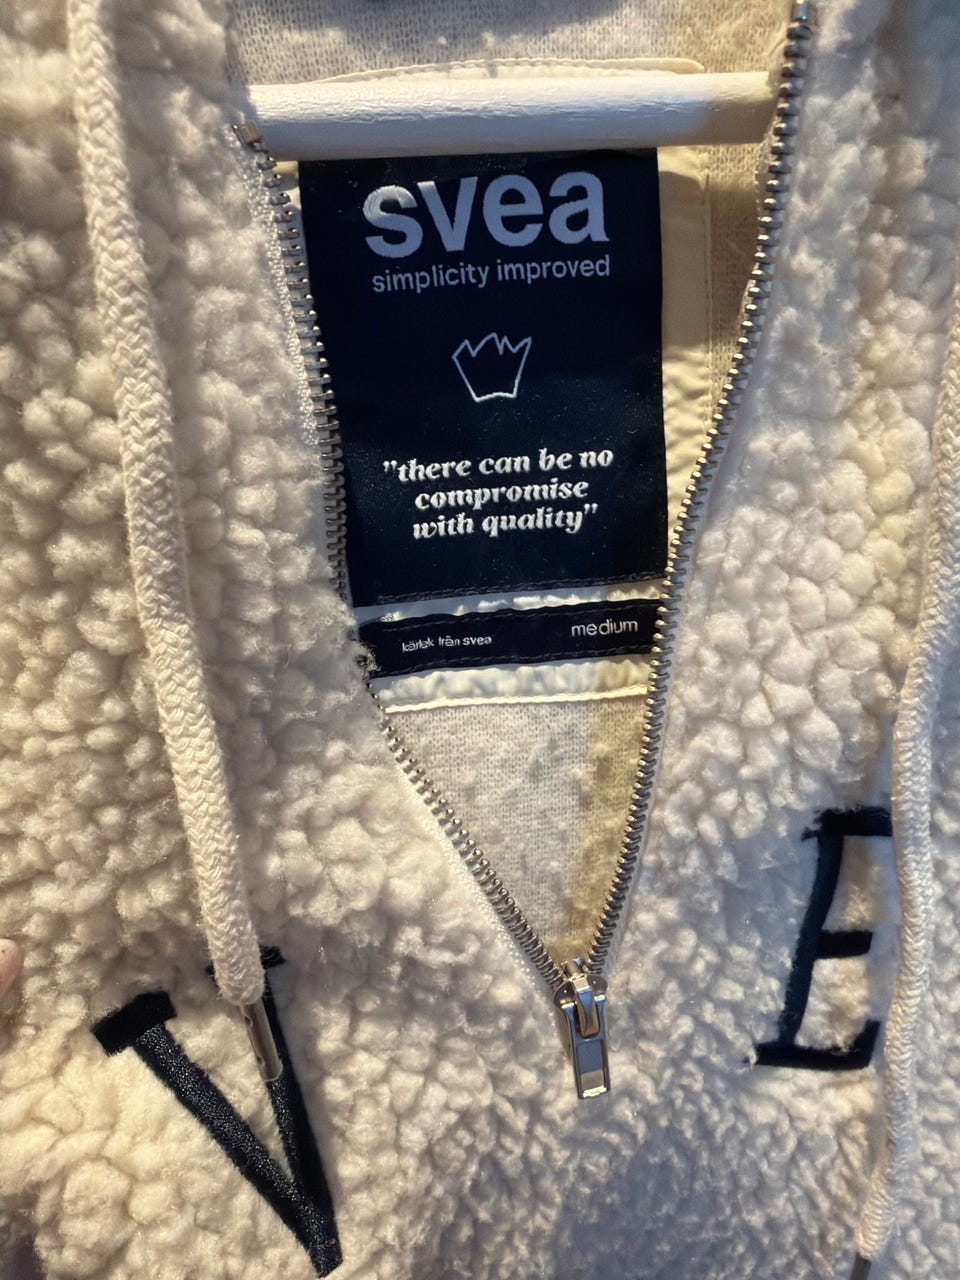 svea
simplicity improved
"there can be no
compromise
with quality"
kärlek från svea
medium
V
E